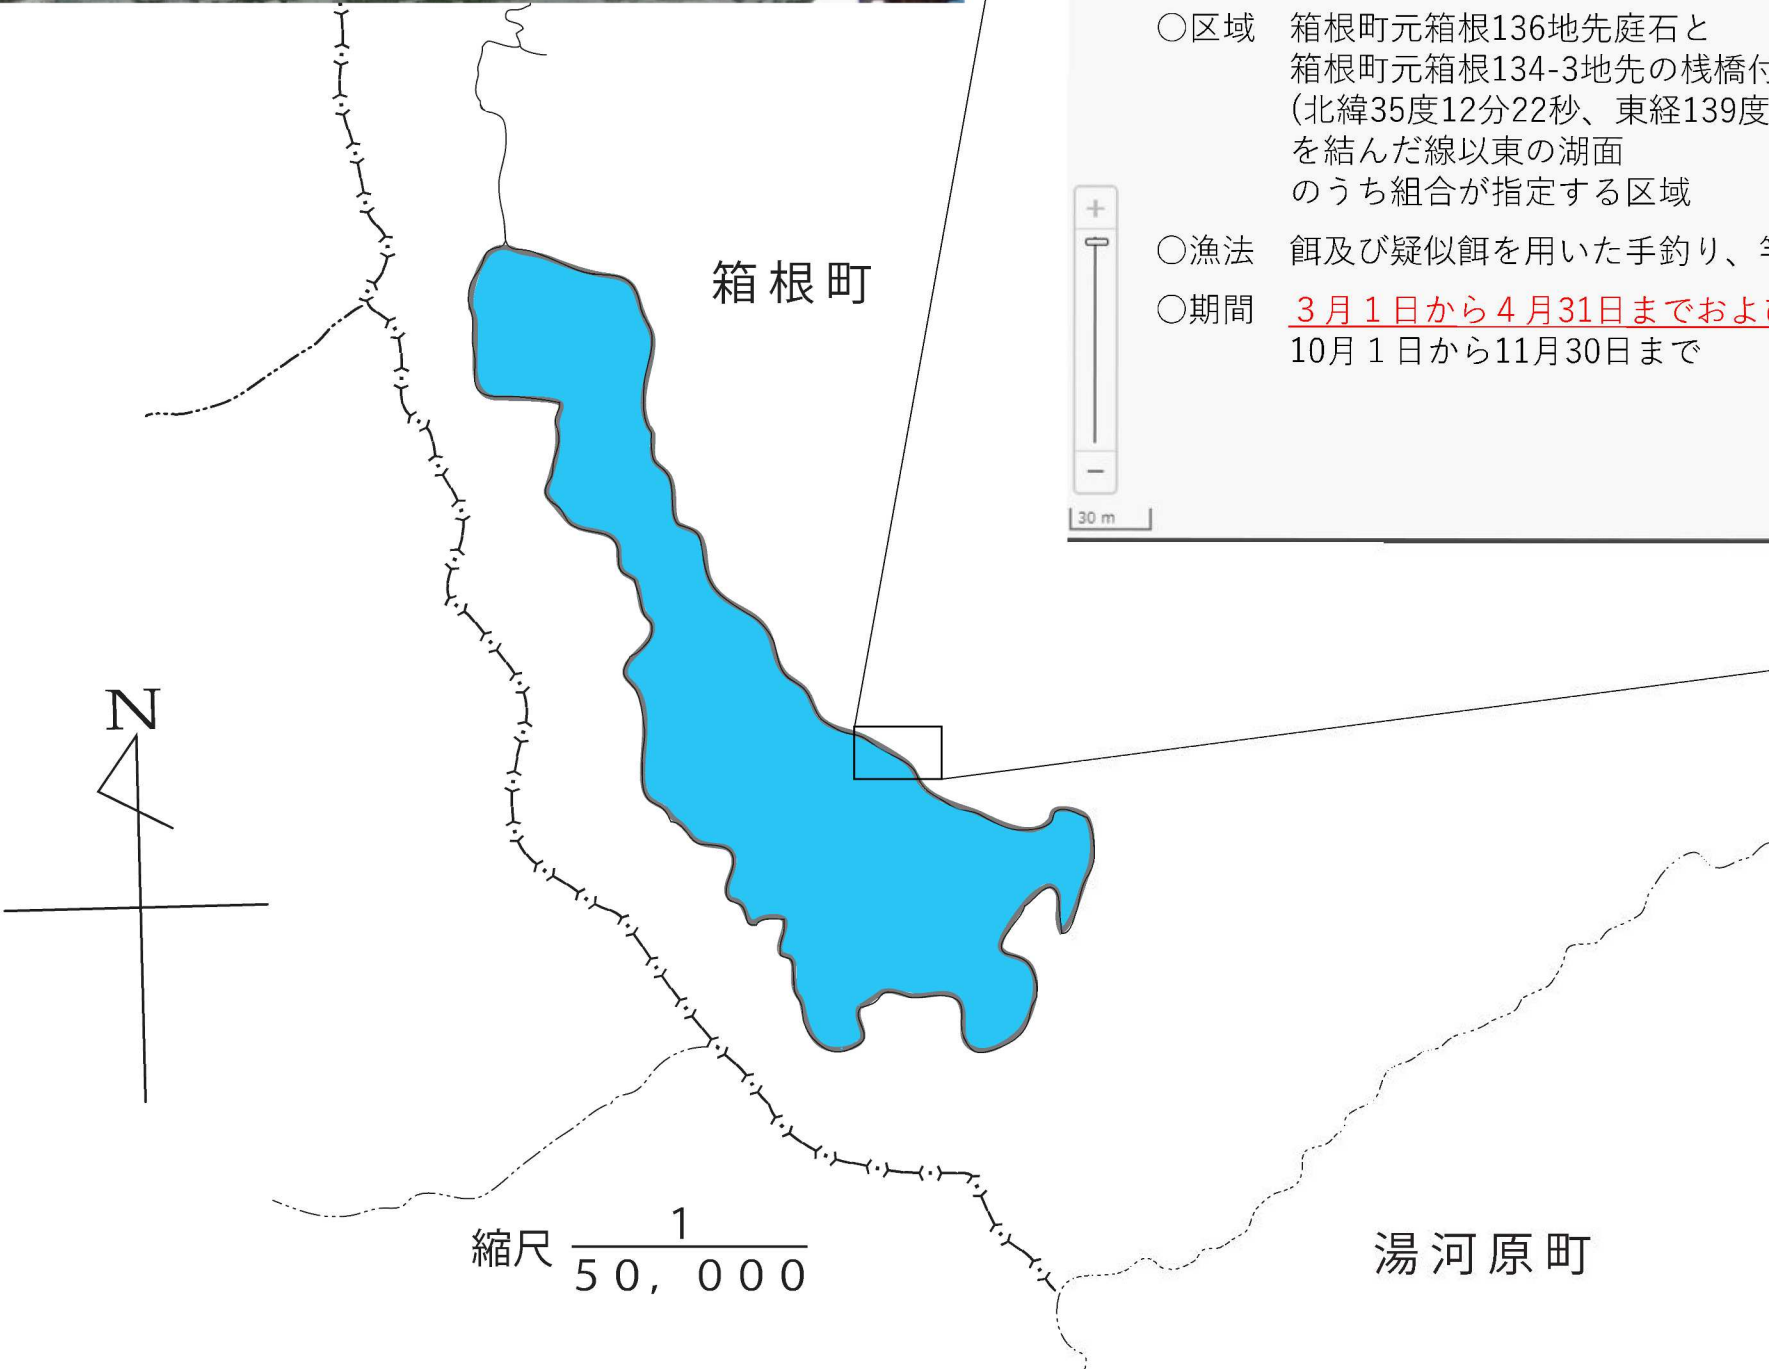 ○区域 箱根町元箱根136地先庭石と
箱根町元箱根134-3地先の桟橋付
(北緯35度12分22秒、東経139度
を結んだ線以東の湖面
のうち組合が指定する区域
○漁法 餌及び疑似餌を用いた手釣り、
○期間 ３月１日から４月31日までおよび
10月１日から11月30日まで
+
−
30 m
箱根町
N
縮尺 1
50,000
湯河原町